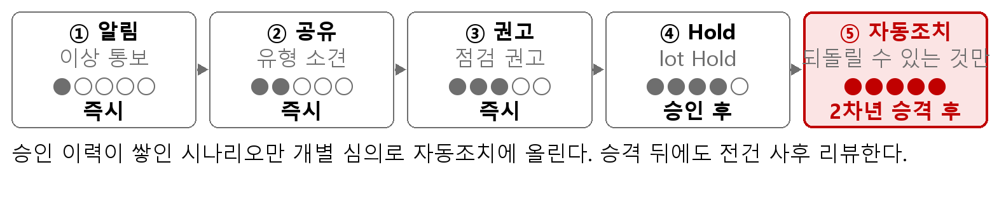 ① 알림
이상 통보
●○○○○
즉시
② 공유
유형 소견
●●○○○
즉시
③ 권고
점검 권고
●●●○○
즉시
④ Hold
lot Hold
●●●●○
승인 후
⑤ 자동조치
되돌릴 수 있는 것만
●●●●●
2차년 승격 후
승인 이력이 쌓인 시나리오만 개별 심의로 자동조치에 올린다. 승격 뒤에도 전건 사후 리뷰한다.